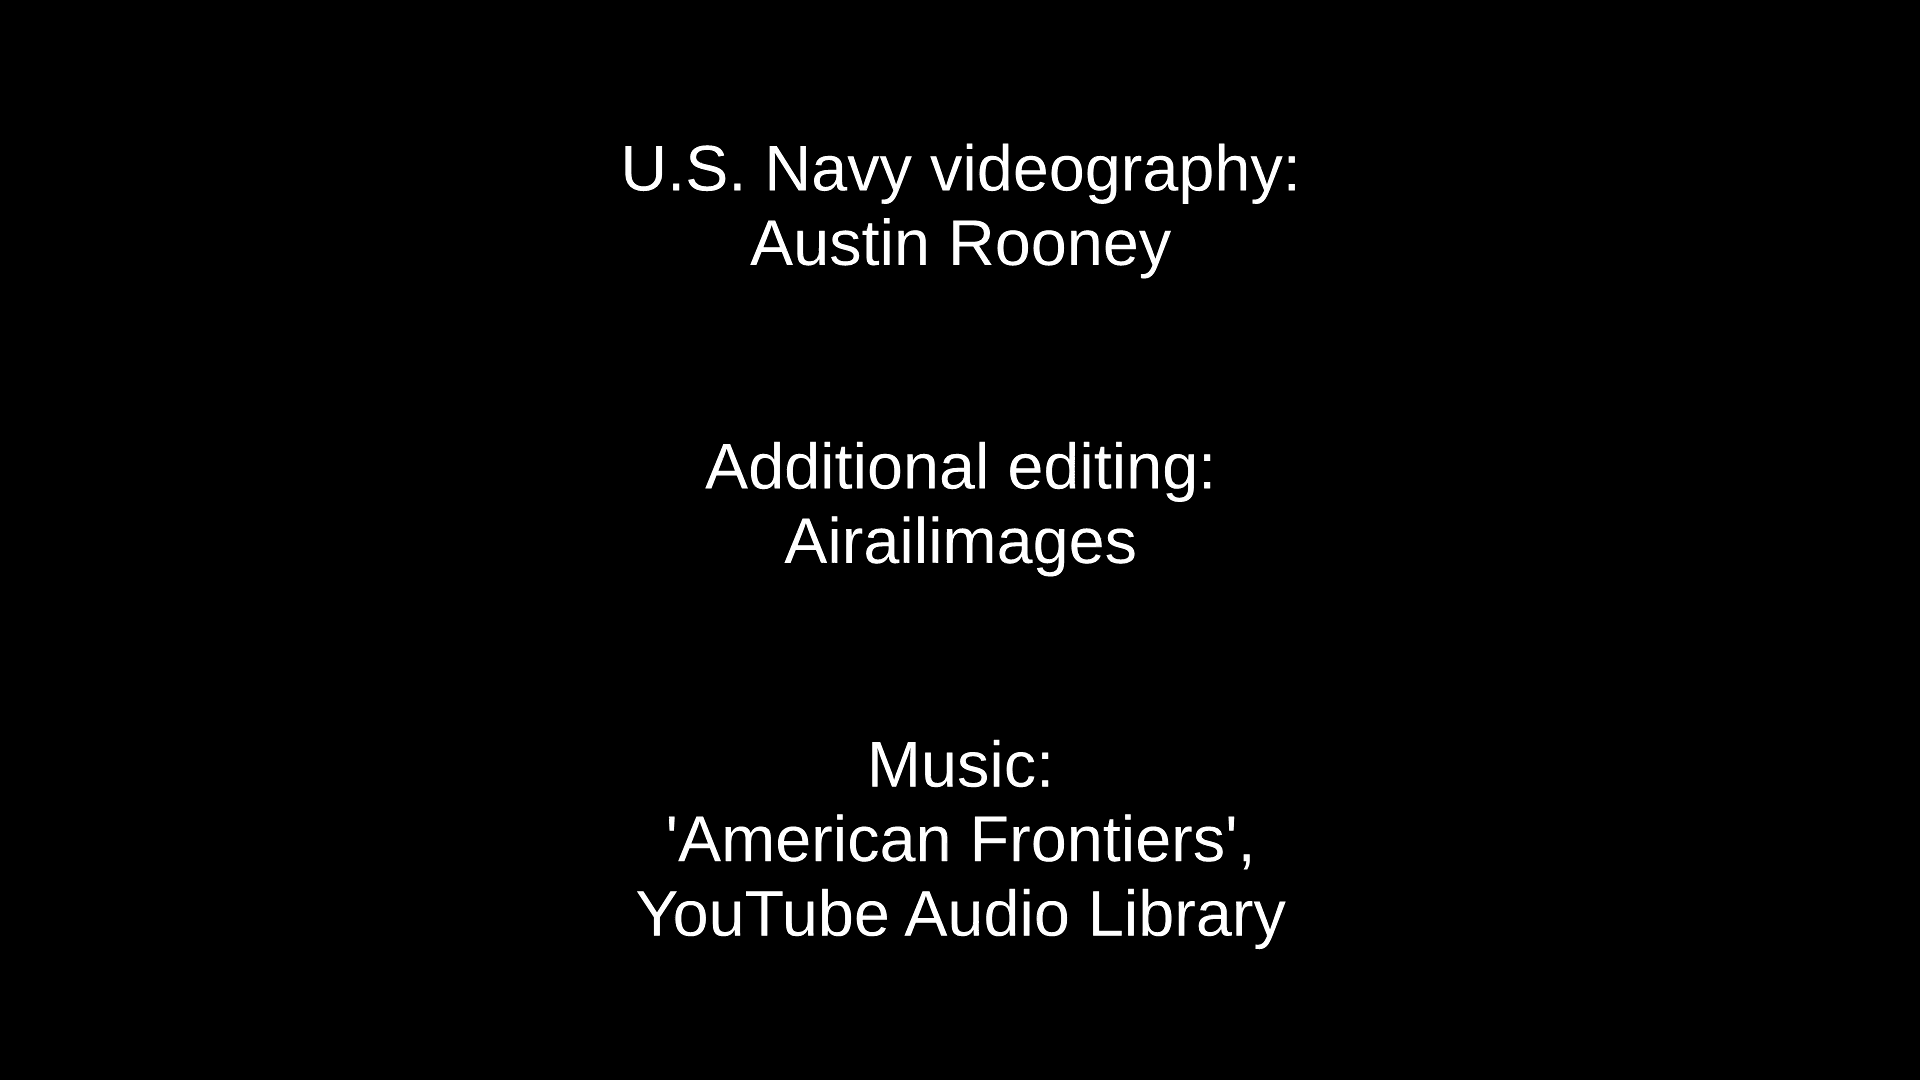 U.S. Navy videography:
Austin Rooney
Additional editing:
Airailimages
Music:
'American Frontiers',
YouTube Audio Library